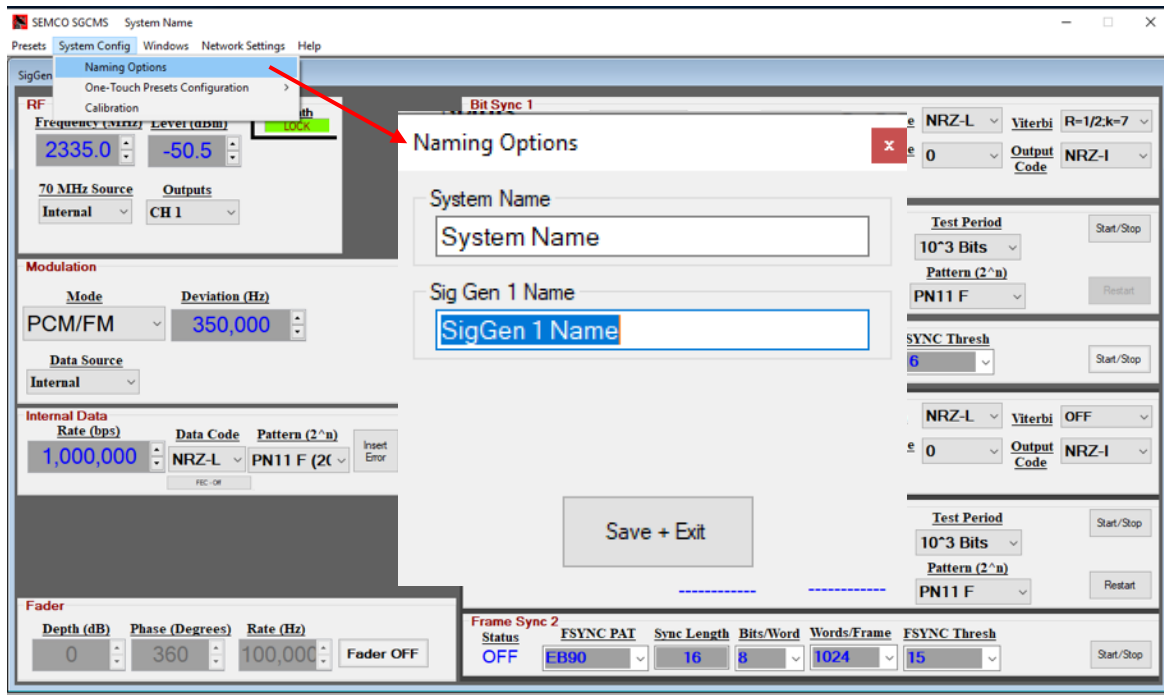 SEMCO SGCMS System Name
Presets System Config Windows Network Settings Help
Naming Options
One-Touch Presets Configuration >
Calibration
SigGen
RF
Frequency (MHz) Level (dBm)
LOCK
2335.0 -50.5
70 MHz Source Outputs
Internal CH 1
Modulation
Mode Deviation (Hz)
PCM/FM 350,000
Data Source
Internal
Internal Data
Rate (bps) Data Code Pattern (2^n)
1,000,000 NRZ-L PN11 F (2( Insert Error
FEC - Off
Fader
Depth (dB) Phase (Degrees) Rate (Hz)
0 360 100,000 Fader OFF
Naming Options x
System Name
System Name
Sig Gen 1 Name
SigGen 1 Name
Save + Exit
Bit Sync 1
NRZ-L Viterbi R=1/2;k=7
0 Output Code NRZ-I
Test Period Start/Stop
10^3 Bits
Pattern (2^n)
PN11 F Restart
SYNC Thresh
6 Start/Stop
NRZ-L Viterbi OFF
0 Output Code NRZ-I
Test Period Start/Stop
10^3 Bits
Pattern (2^n)
PN11 F Restart
------------ ------------
Frame Sync 2
Status FSYNC PAT Sync Length Bits/Word Words/Frame FSYNC Thresh
OFF EB90 16 8 1024 15 Start/Stop